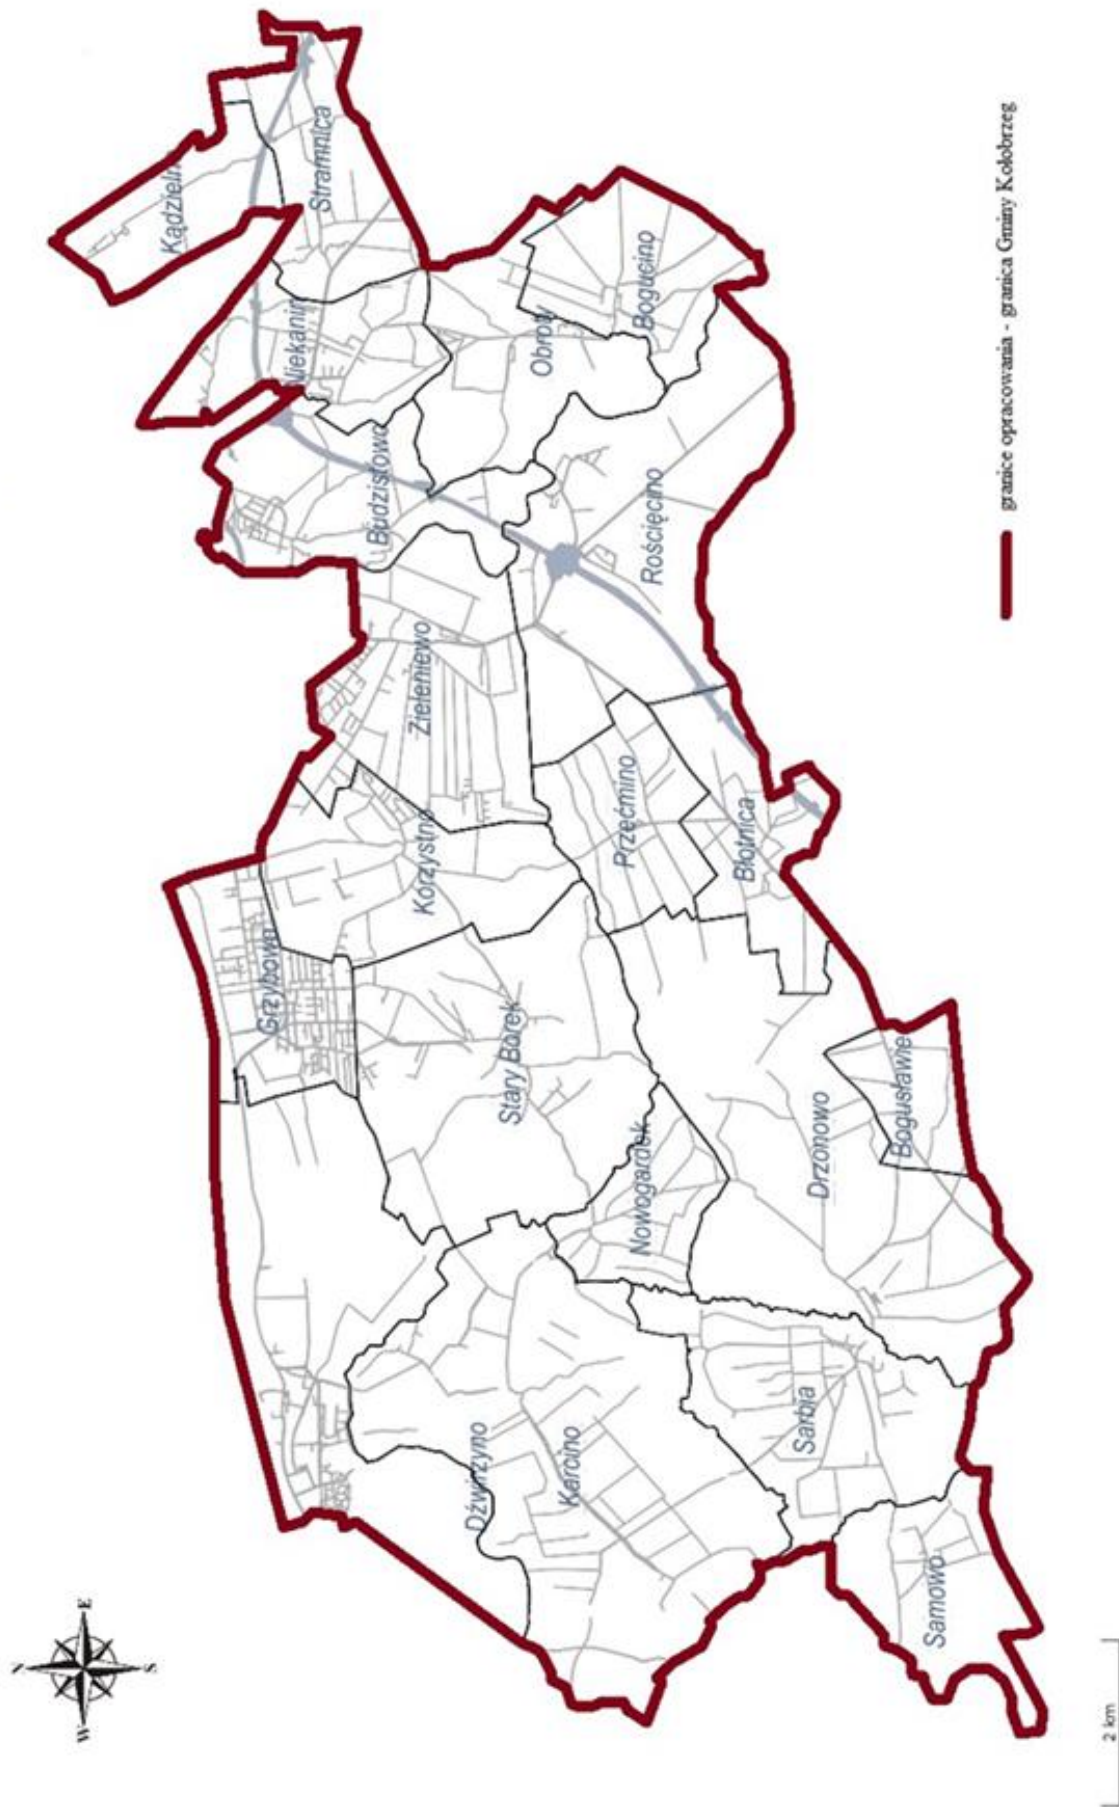 N
W E
S
Kądzieln
Grzybowo
Niekanin
Stramnica
Budzistowo
Korzystno
Zieleniewo
Dźwirzyno
Stary Borek
Obroty
Karcino
Nowogardek
Przećmino
Rościęcino
Bogucino
Sarbia
Drzonowo
Błotnica
Samowo
Bogusławie
granice opracowania - granica Gminy Kołobrzeg
2 km